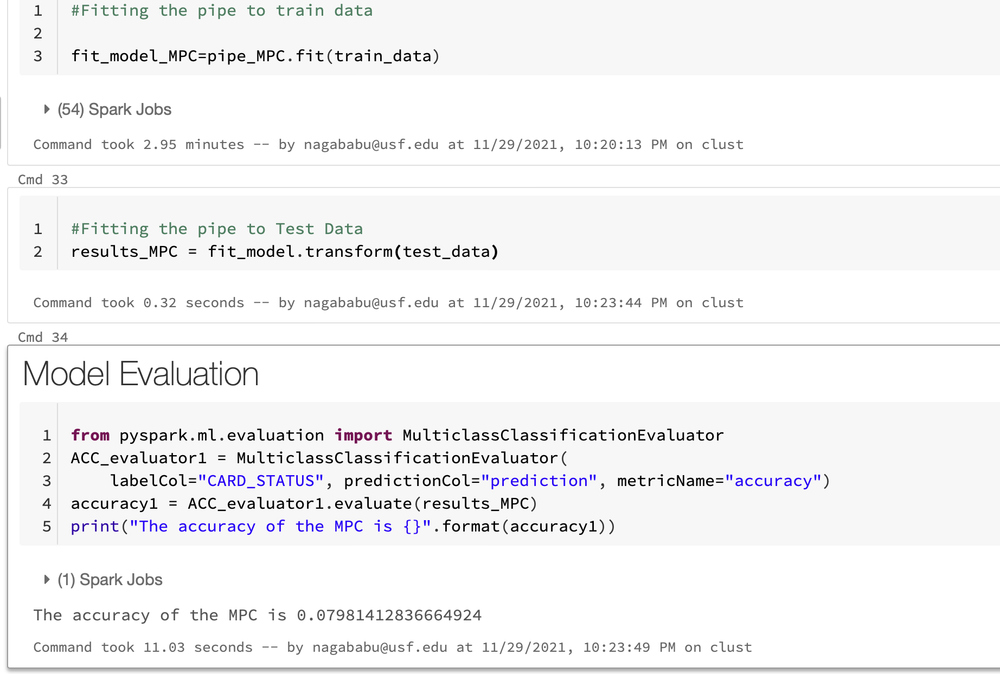 1 #Fitting the pipe to train data
2
3 fit_model_MPC=pipe_MPC.fit(train_data)
(54) Spark Jobs
Command took 2.95 minutes -- by nagababu@usf.edu at 11/29/2021, 10:20:13 PM on clust
Cmd 33
1 #Fitting the pipe to Test Data
2 results_MPC = fit_model.transform(test_data)
Command took 0.32 seconds -- by nagababu@usf.edu at 11/29/2021, 10:23:44 PM on clust
Cmd 34
Model Evaluation
1 from pyspark.ml.evaluation import MulticlassClassificationEvaluator
2 ACC_evaluator1 = MulticlassClassificationEvaluator(
3     labelCol="CARD_STATUS", predictionCol="prediction", metricName="accuracy")
4 accuracy1 = ACC_evaluator1.evaluate(results_MPC)
5 print("The accuracy of the MPC is {}".format(accuracy1))
(1) Spark Jobs
The accuracy of the MPC is 0.07981412836664924
Command took 11.03 seconds -- by nagababu@usf.edu at 11/29/2021, 10:23:49 PM on clust